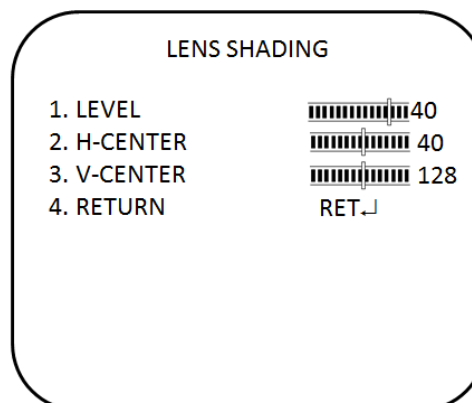 LENS SHADING
1. LEVEL 40
2. H-CENTER 40
3. V-CENTER 128
4. RETURN RET↵